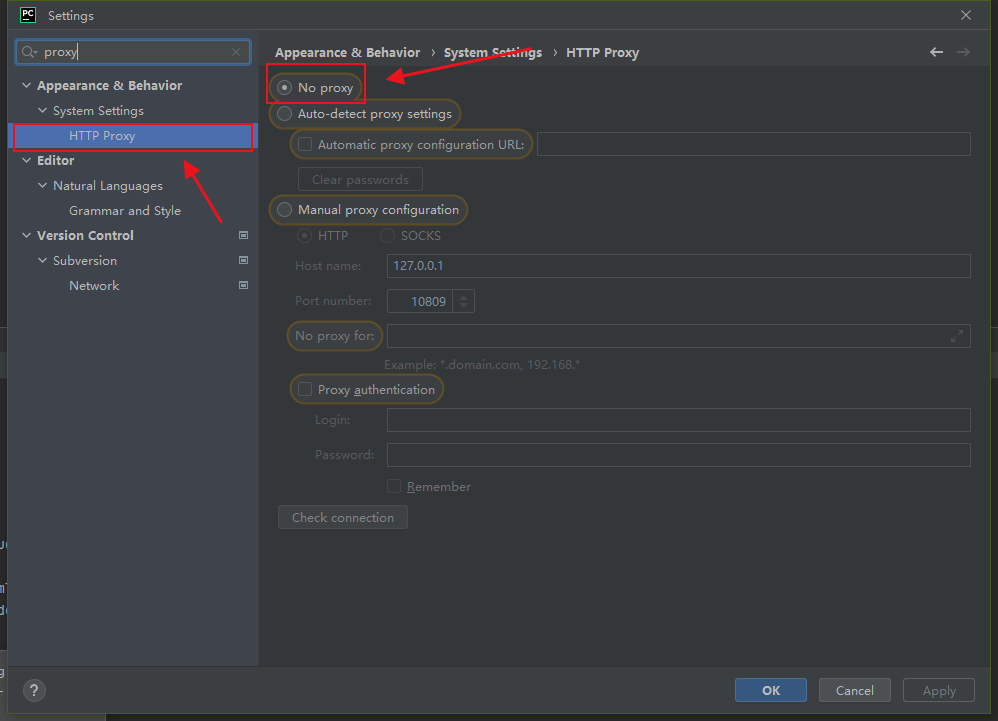 PC Settings
proxy
Appearance & Behavior
System Settings
HTTP Proxy
Editor
Natural Languages
Grammar and Style
Version Control
Subversion
Network
Appearance & Behavior › System Settings › HTTP Proxy
No proxy
Auto-detect proxy settings
Automatic proxy configuration URL:
Clear passwords
Manual proxy configuration
HTTP SOCKS
Host name: 127.0.0.1
Port number: 10809
No proxy for:
Example: *.domain.com, 192.168.*
Proxy authentication
Login:
Password:
Remember
Check connection
? OK Cancel Apply